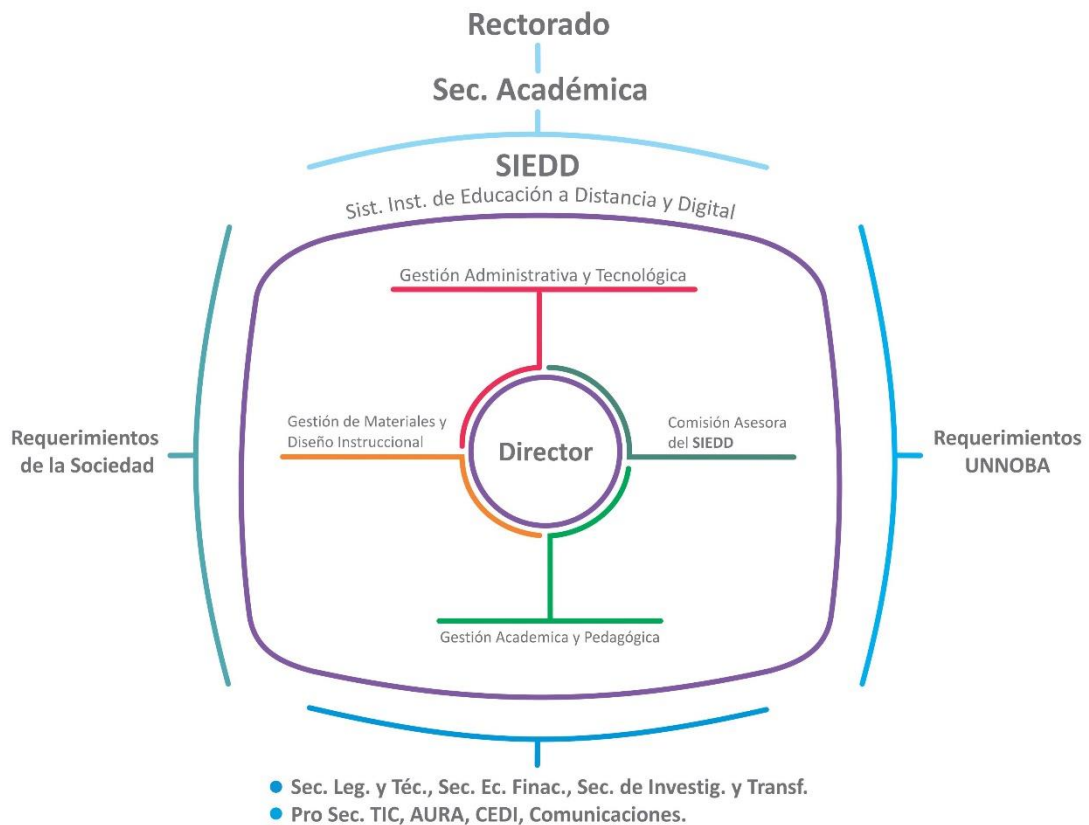 Rectorado
Sec. Académica
SIEDD
Sist. Inst. de Educación a Distancia y Digital
Gestión Administrativa y Tecnológica
Gestión de Materiales y
Diseño Instruccional
Director
Comisión Asesora
del SIEDD
Requerimientos
de la Sociedad
Requerimientos
UNNOBA
Gestión Academica y Pedagógica
Sec. Leg. y Téc., Sec. Ec. Finac., Sec. de Investig. y Transf.
Pro Sec. TIC, AURA, CEDI, Comunicaciones.